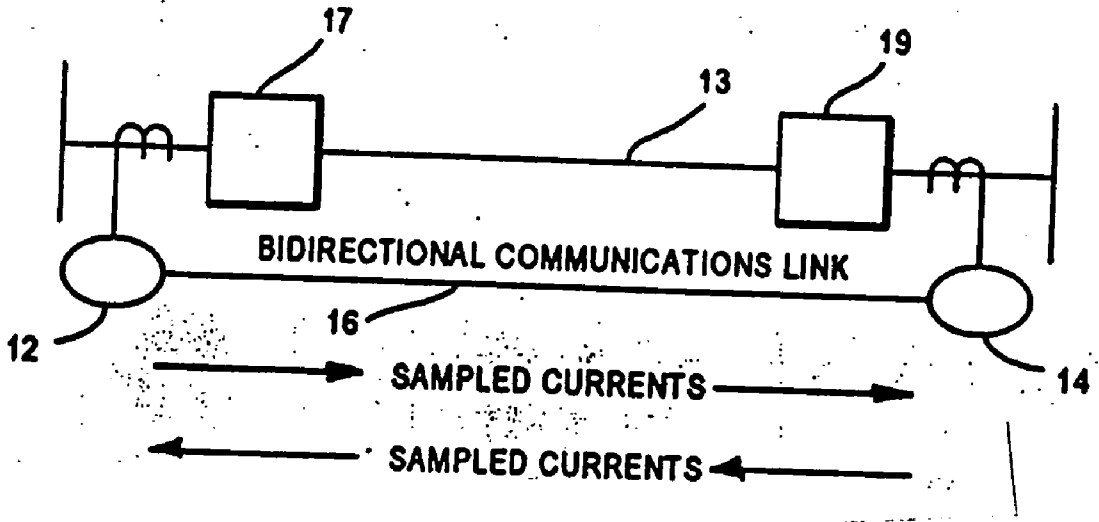 17
19
13
BIDIRECTIONAL COMMUNICATIONS LINK
12
16
14
SAMPLED CURRENTS
SAMPLED CURRENTS